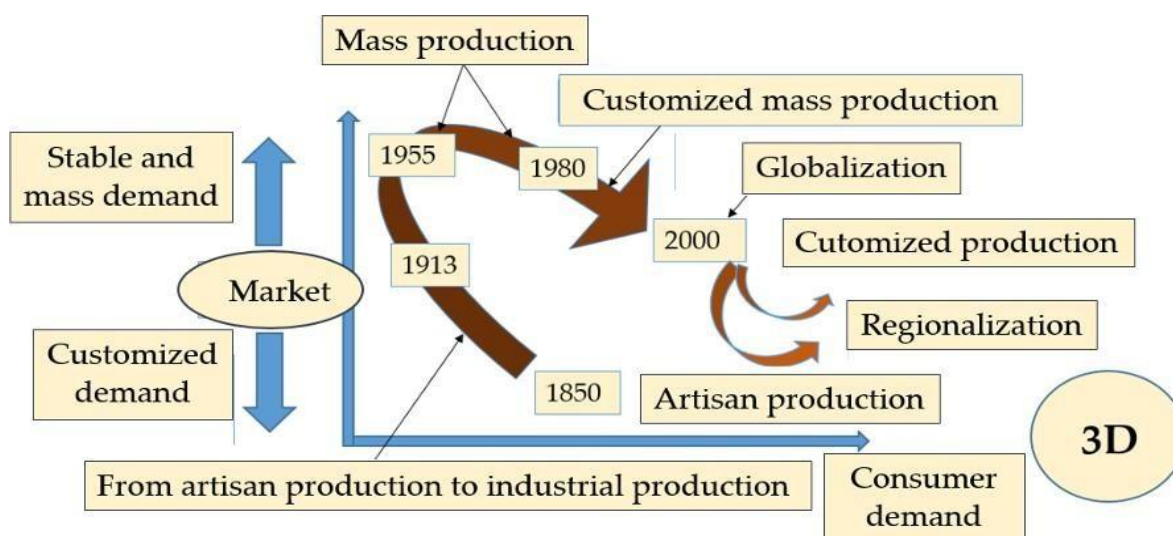 Mass production
Customized mass production
Stable and
mass demand
1955
1980
Globalization
2000
Cutomized production
1913
Market
Regionalization
Customized
demand
1850
Artisan production
3D
From artisan production to industrial production
Consumer
demand